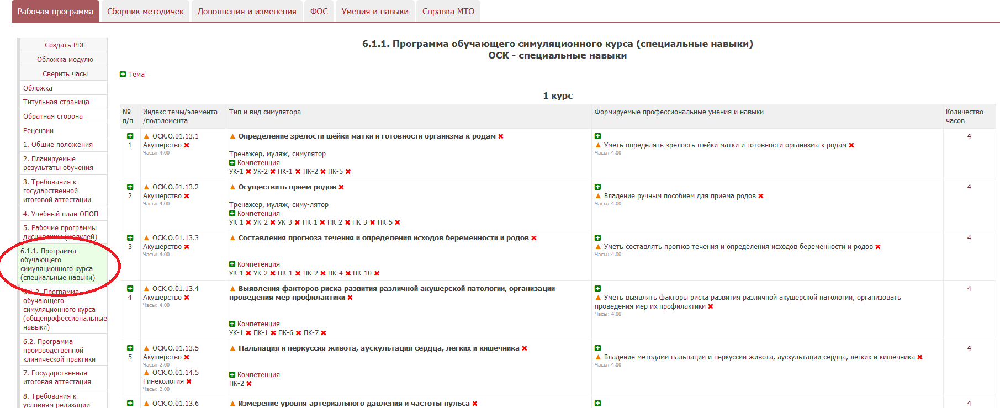 Рабочая программа
Сборник методичек
Дополнения и изменения
ФОС
Умения и навыки
Справка МТО
Создать PDF
Обложка модулю
Сверить часы
Обложка
Титульная страница
Обратная сторона
Рецензии
1. Общие положения
2. Планируемые
результаты обучения
3. Требования к
государственной
итоговой аттестации
4. Учебный план ОПОП
5. Рабочие программы
дисциплины (модулей)
6.1.1. Программа
обучающего
симуляционного курса
(специальные навыки)
6.1.2. Программа
обучающего
симуляционного курса
(общепрофессиональные
навыки)
6.2. Программа
производственной
клинической практики
7. Государственная
итоговая аттестация
8. Требования к
условиям релизации
6.1.1. Программа обучающего симуляционного курса (специальные навыки)
ОСК - специальные навыки
Тема
1 курс
№
п/п
Индекс темы/элемента
/подэлемента
Тип и вид симулятора
Формируемые профессиональные умения и навыки
Количество
часов
1
ОСК.О.01.13.1
Акушерство
Часы: 4.00
Определение зрелости шейки матки и готовности организма к родам
Тренажер, муляж, симулятор
Компетенция
УК-1 УК-2 ПК-1 ПК-2 ПК-5
Уметь определять зрелость шейки матки и готовности организма к родам
Часы: 4.00
4
2
ОСК.О.01.13.2
Акушерство
Часы: 4.00
Осуществить прием родов
Тренажер, муляж, симу-лятор
Компетенция
УК-1 УК-2 УК-3 ПК-1 ПК-2 ПК-3 ПК-5
Владение ручным пособием для приема родов
Часы: 4.00
4
3
ОСК.О.01.13.3
Акушерство
Часы: 4.00
Составления прогноза течения и определения исходов беременности и родов
Компетенция
УК-1 УК-2 ПК-1 ПК-2 ПК-4 ПК-10
Уметь составлять прогноз течения и определения исходов беременности и родов
Часы: 4.00
4
4
ОСК.О.01.13.4
Акушерство
Часы: 4.00
Выявления факторов риска развития различной акушерской патологии, организации
проведения мер профилактики
Компетенция
УК-1 ПК-1 ПК-6 ПК-7
Уметь выявлять факторы риска развития различной акушерской патологии, организовать
проведения мер их профилактики
Часы: 4.00
4
5
ОСК.О.01.13.5
Акушерство
Часы: 2.00
ОСК.О.01.14.5
Гинекология
Часы: 2.00
Пальпация и перкуссия живота, аускультация сердца, легких и кишечника
Компетенция
ПК-2
Владение методами пальпации и перкуссии живота, аускультации сердца, легких и кишечника
Часы: 4.00
4
ОСК.О.01.13.6
Измерение уровня артериального давления и частоты пульса
4